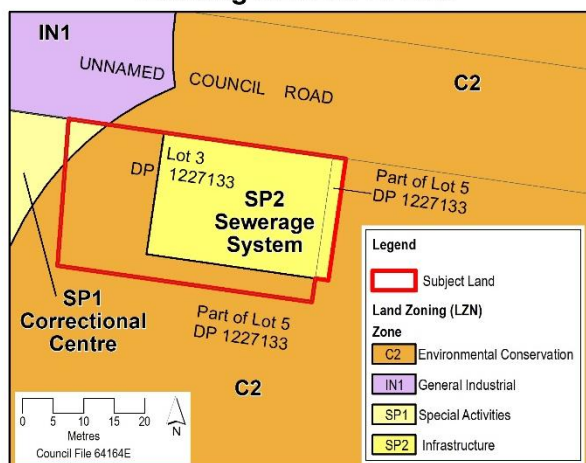 IN1
UNNAMED COUNCIL ROAD
C2
Lot 3
DP 1227133
Part of Lot 5
DP 1227133
SP2
Sewerage
System
SP1
Correctional
Centre
Part of Lot 5
DP 1227133
C2
0 5 10 15 20
Metres
N
Council File 64164E
Legend
Subject Land
Land Zoning (LZN)
Zone
C2 Environmental Conservation
IN1 General Industrial
SP1 Special Activities
SP2 Infrastructure